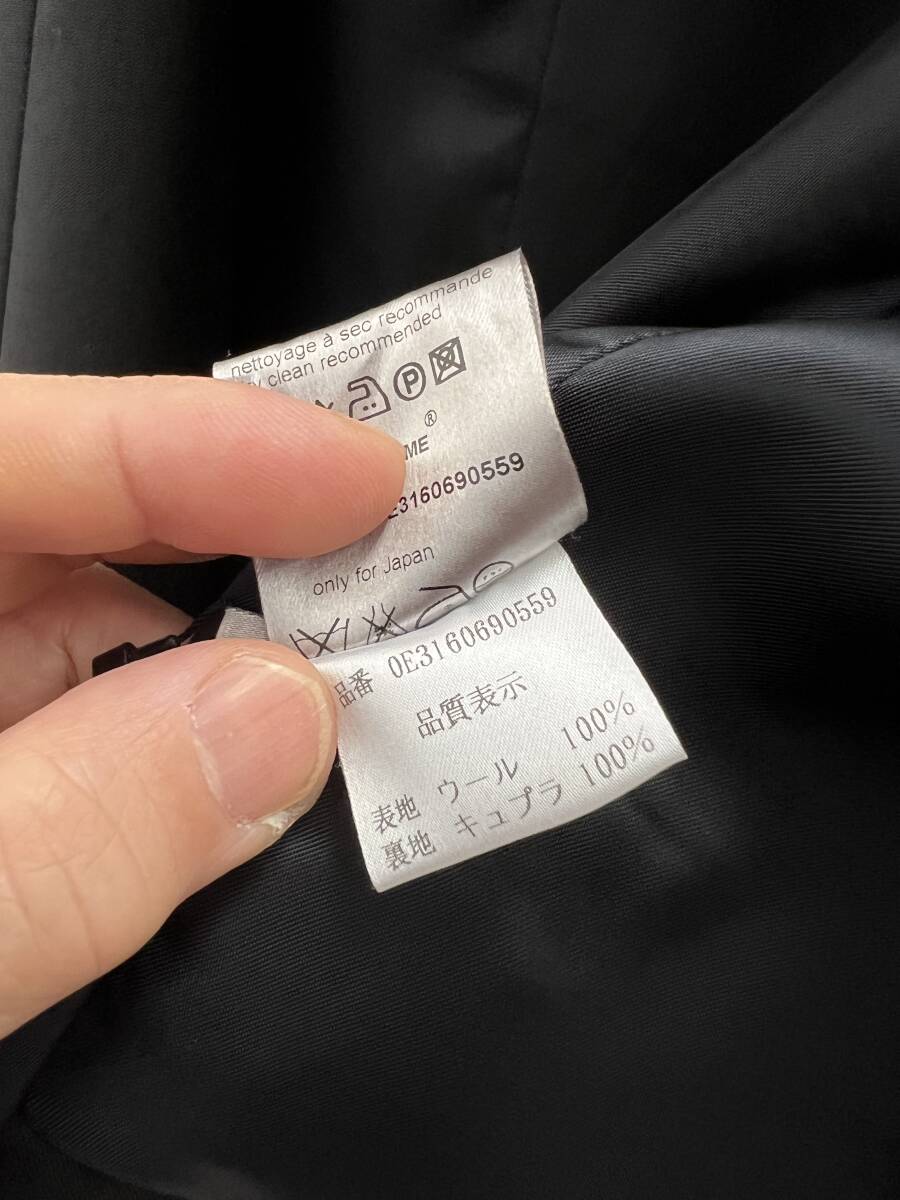 nettoyage à sec recommande
clean recommended
P
®
E3160690559
only for Japan
品番 0E3160690559
品質表示
表地 ウール 100%
裏地 キュプラ 100%